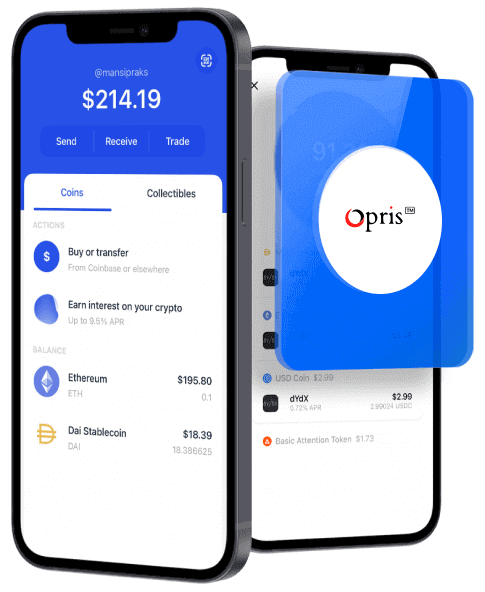 @mansipraks
$214.19
Send Receive Trade
Coins Collectibles
ACTIONS
$
Buy or transfer
From Coinbase or elsewhere
Earn interest on your crypto
Up to 9.5% APR
BALANCE
Ethereum $195.80
ETH 0.1
Dai Stablecoin $18.39
DAI 18.386625
Opris™
USD Coin $2.99
dYdX $2.99
0.72% APR 2.99024 USDC
Basic Attention Token $1.73